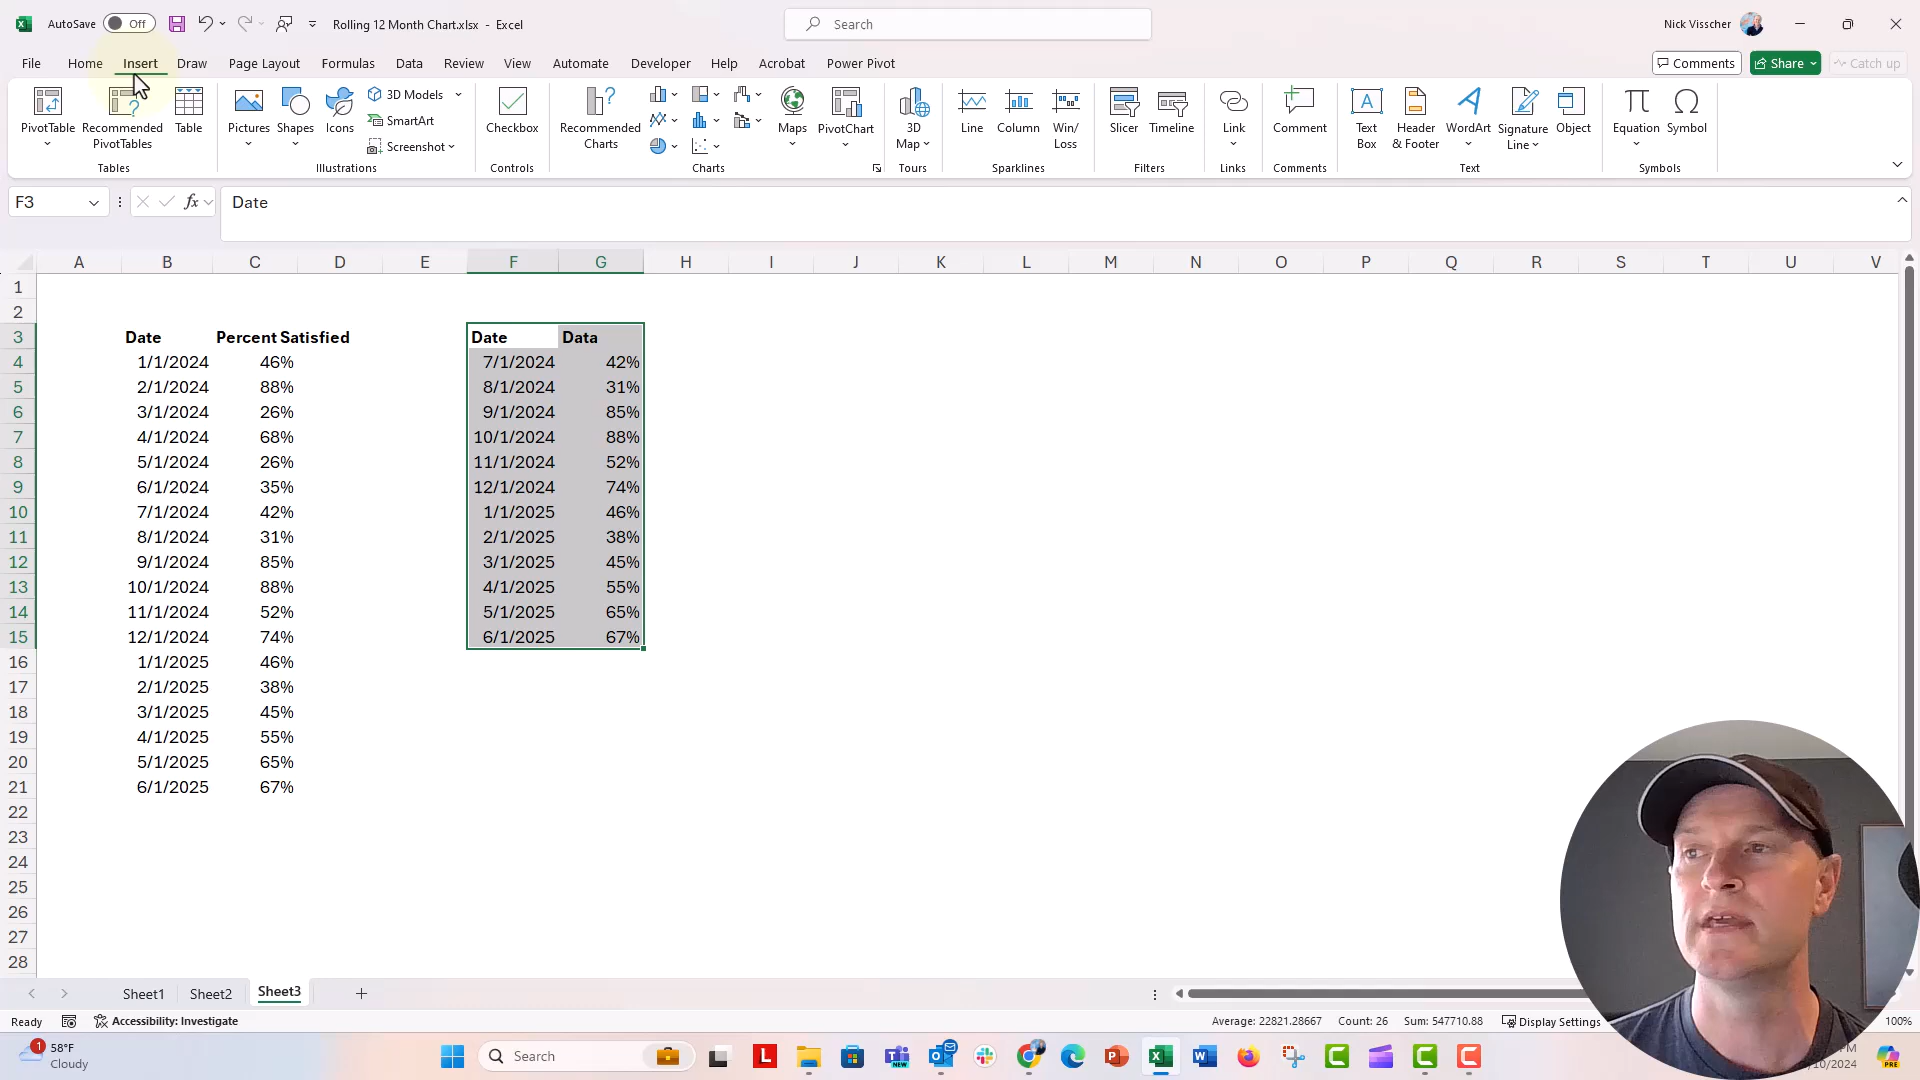 AutoSave Off Rolling 12 Month Chart.xlsx - Excel Search Nick Visscher
File Home Insert Draw Page Layout Formulas Data Review View Automate Developer Help Acrobat Power Pivot Comments Share Catch up
PivotTable Recommended PivotTables Table
Tables
Pictures Shapes Icons 3D Models SmartArt Screenshot
Illustrations
Checkbox
Controls
Recommended Charts Maps PivotChart
Charts
3D Map
Tours
Line Column Win/Loss
Sparklines
Slicer Timeline
Filters
Link
Links
Comment
Comments
Text Box Header & Footer WordArt Signature Line Object
Text
Equation Symbol
Symbols
F3 fx Date
A B C D E F G H I J K L M N O P Q R S T U V
1
2
3 Date Percent Satisfied Date Data
4 1/1/2024 46% 7/1/2024 42%
5 2/1/2024 88% 8/1/2024 31%
6 3/1/2024 26% 9/1/2024 85%
7 4/1/2024 68% 10/1/2024 88%
8 5/1/2024 26% 11/1/2024 52%
9 6/1/2024 35% 12/1/2024 74%
10 7/1/2024 42% 1/1/2025 46%
11 8/1/2024 31% 2/1/2025 38%
12 9/1/2024 85% 3/1/2025 45%
13 10/1/2024 88% 4/1/2025 55%
14 11/1/2024 52% 5/1/2025 65%
15 12/1/2024 74% 6/1/2025 67%
16 1/1/2025 46%
17 2/1/2025 38%
18 3/1/2025 45%
19 4/1/2025 55%
20 5/1/2025 65%
21 6/1/2025 67%
22
23
24
25
26
27
28
Sheet1 Sheet2 Sheet3
Ready Accessibility: Investigate Average: 22821.28667 Count: 26 Sum: 547710.88 Display Settings 100%
1 58°F
Cloudy
Search
NEW